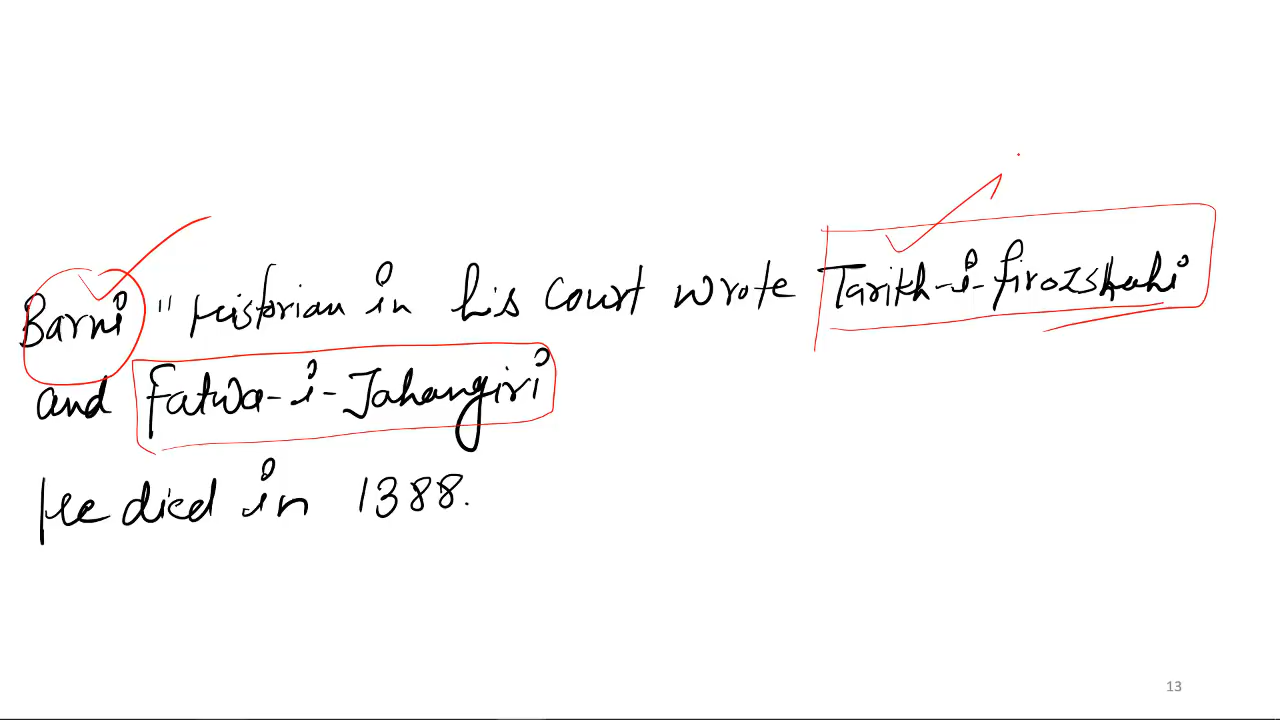 Barni " Historian in his court wrote Tarikh-i-firozshahi
and Fatwa-i-Jahangiri
He died in 1388.
13